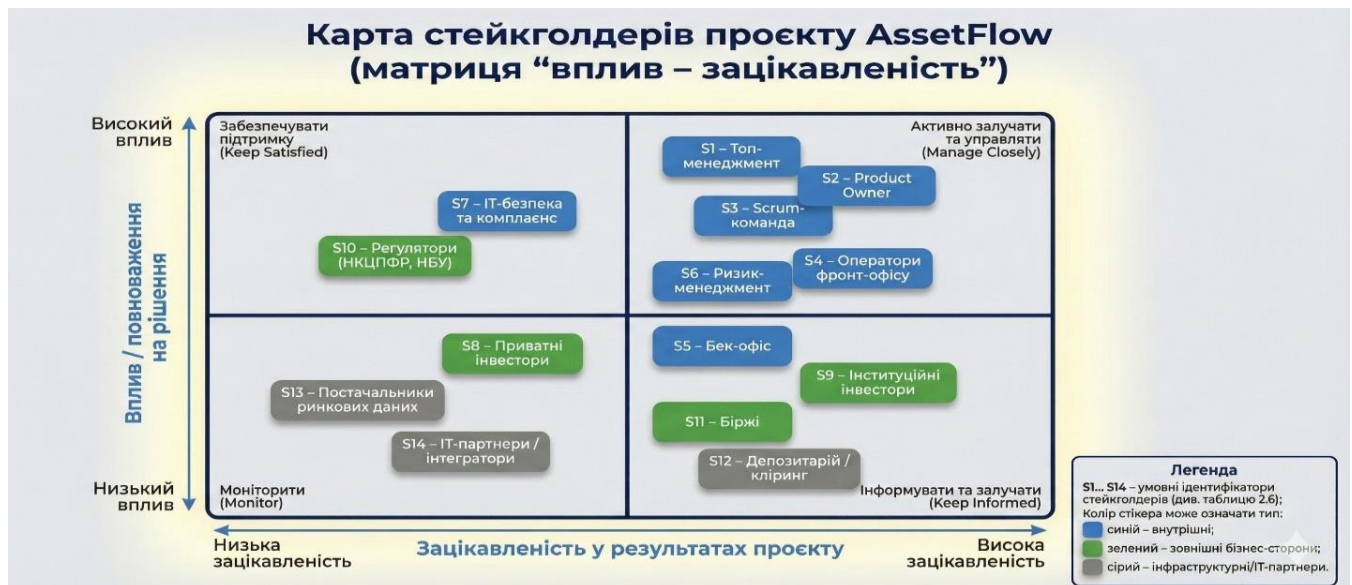 Карта стейкголдерів проєкту AssetFlow
(матриця “вплив – зацікавленість”)
Високий
вплив
Вплив / повноваження
на рішення
Низький
вплив
Забезпечувати
підтримку
(Keep Satisfied)
S7 – ІТ-безпека
та комплаєнс
S10 – Регулятори
(НКЦПФР, НБУ)
Активно залучати
та управляти
(Manage Closely)
S1 – Топ-
менеджмент
S2 – Product
Owner
S3 – Scrum-
команда
S4 – Оператори
фронт-офісу
S6 – Ризик-
менеджмент
S8 – Приватні
інвестори
S13 – Постачальники
ринкових даних
S14 – ІТ-партнери /
інтегратори
Моніторити
(Monitor)
S5 – Бек-офіс
S9 – Інституційні
інвестори
S11 – Біржі
S12 – Депозитарій /
кліринг
Інформувати та залучати
(Keep Informed)
Низька
зацікавленість
Зацікавленість у результатах проєкту
Висока
зацікавленість
Легенда
S1... S14 – умовні ідентифікатори
стейкголдерів (див. таблицю 2.6);
Колір стікера може означати тип:
синій – внутрішні;
зелений – зовнішні бізнес-сторони;
сірий – інфраструктурні/ІТ-партнери.